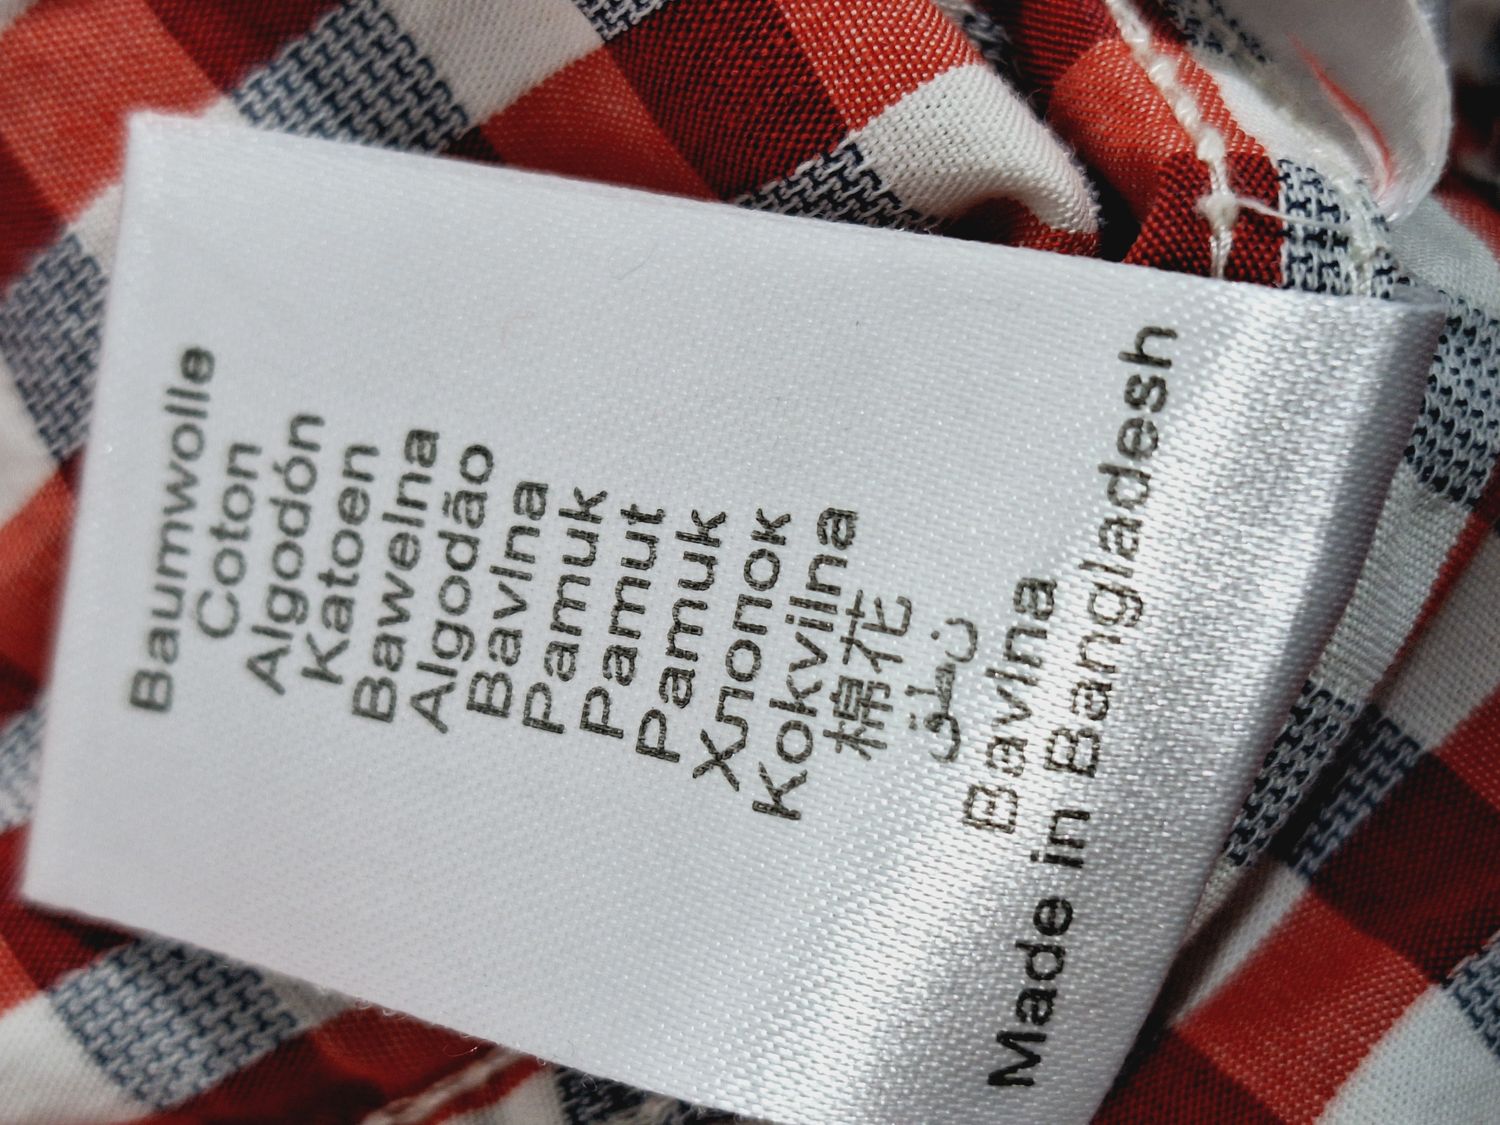 Baumwolle
Coton
Algodón
Katoen
Bawełna
Algodão
Bavlna
Pamuk
Pamut
Pamuk
Хлопок
Kokvilna
棉花
قطن
Bavlna
Made in Bangladesh